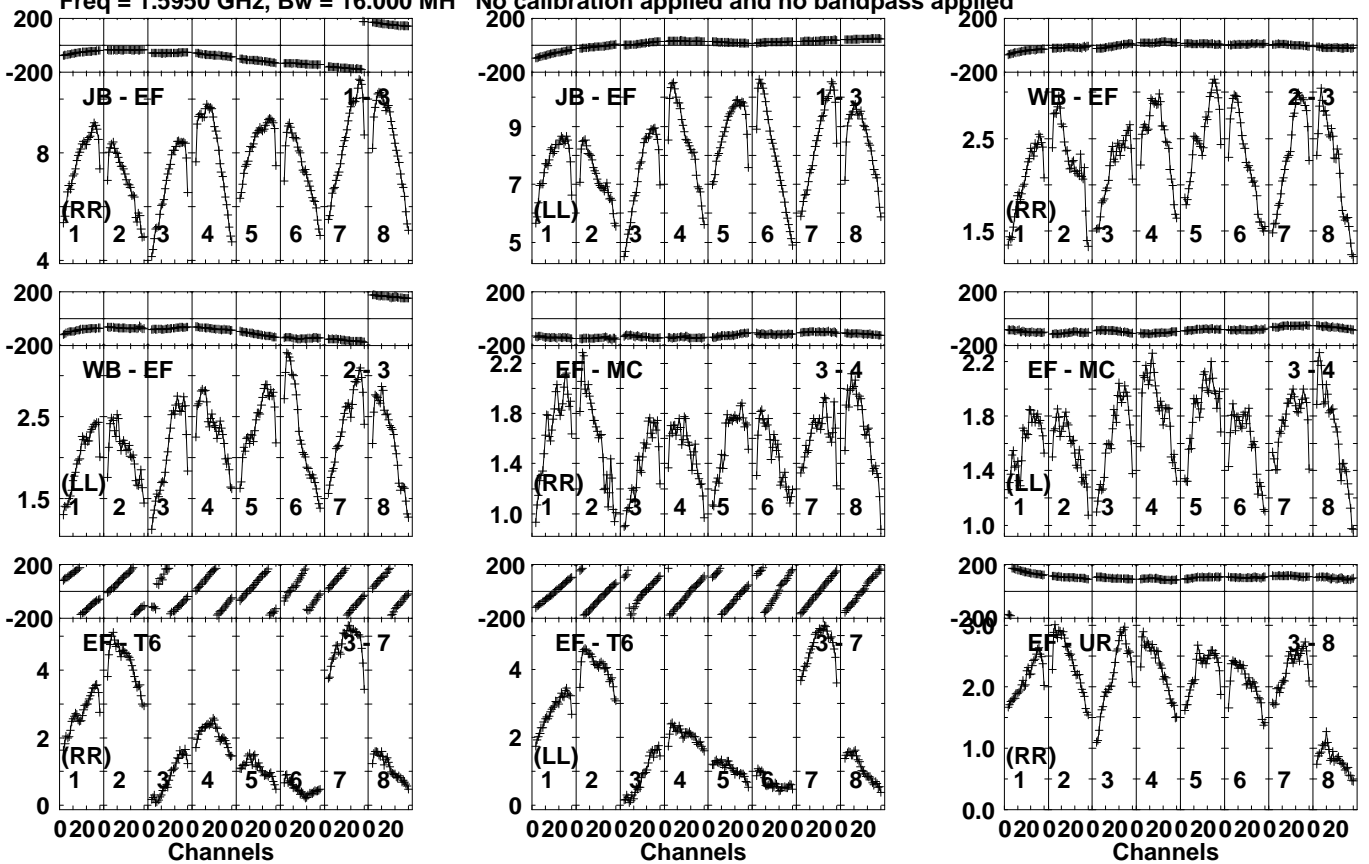 Freq = 1.5950 GHz, Bw = 16.000 MH No calibration applied and no bandpass applied
200
-200
JB - EF 1 - 3
8
4
(RR)
1 2 3 4 5 6 7 8
JB - EF 1 - 3
9
7
5
(LL)
1 2 3 4 5 6 7 8
200
-200
WB - EF 2 - 3
2.5
1.5
(RR)
1 2 3 4 5 6 7 8
200
-200
WB - EF 2 - 3
2.5
1.5
(LL)
1 2 3 4 5 6 7 8
200
-200
2.2
EF - MC 3 - 4
1.8
1.4
1.0
(RR)
1 2 3 4 5 6 7 8
200
-200
2.2
EF - MC 3 - 4
1.8
1.4
1.0
(LL)
1 2 3 4 5 6 7 8
200
-200
EF - T6 3 - 7
4
2
0
(RR)
1 2 3 4 5 6 7 8
0 20 0 20 0 20 0 20 0 20 0 20 0 20 0 20
Channels
200
-200
EF - T6 3 - 7
4
2
0
(LL)
1 2 3 4 5 6 7 8
0 20 0 20 0 20 0 20 0 20 0 20 0 20 0 20
Channels
200
-200
3.0
EF - UR 3 - 8
2.0
1.0
0.0
(RR)
1 2 3 4 5 6 7 8
0 20 0 20 0 20 0 20 0 20 0 20 0 20 0 20
Channels